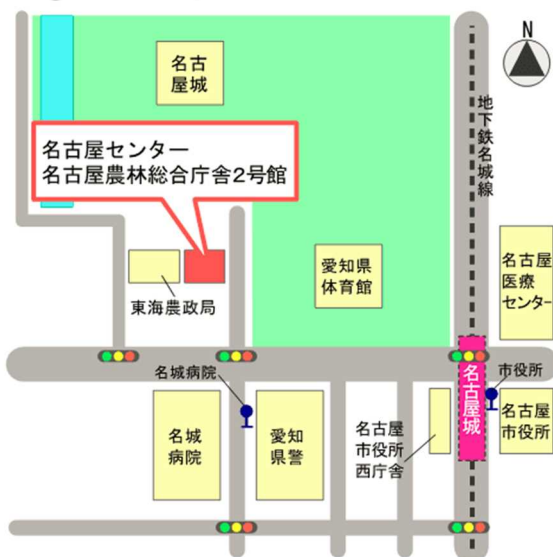 名古
屋城
N
地下鉄名城線
名古屋センター
名古屋農林総合庁舎2号館
愛知県
体育館
名古屋
医療
センター
東海農政局
名城病院
名古屋城
市役所
名城
病院
愛知
県警
名古屋
市役所
西庁舎
名古屋
市役所